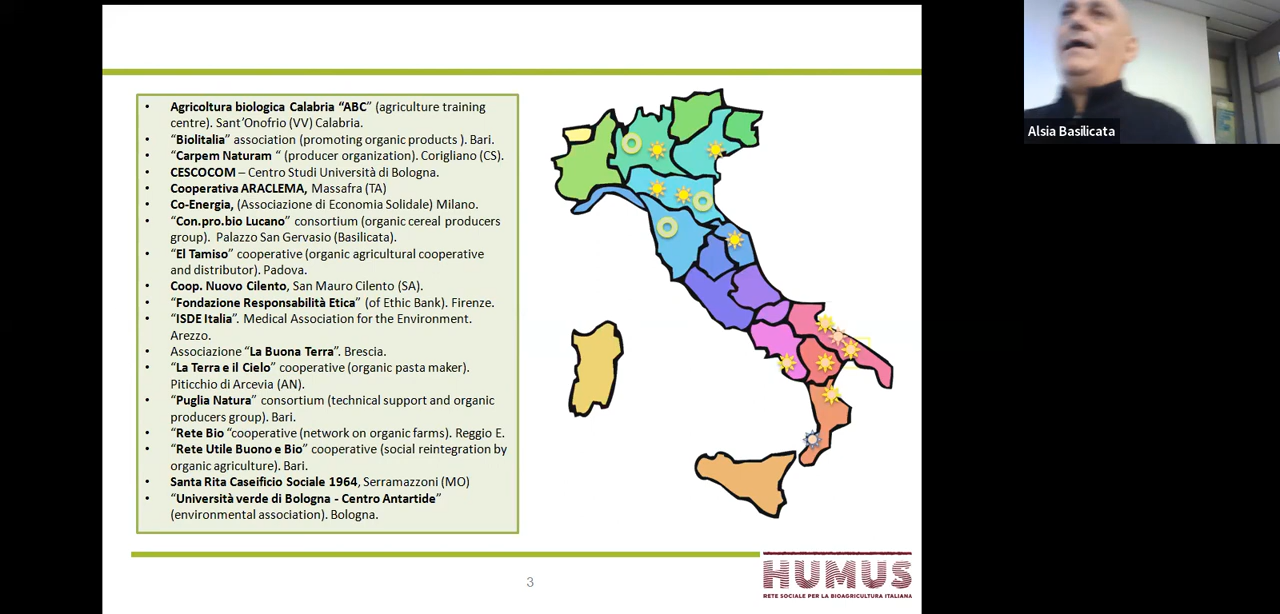 • Agricoltura biologica Calabria “ABC” (agriculture training
centre). Sant’Onofrio (VV) Calabria.
• “Biolitalia” association (promoting organic products ). Bari.
• “Carpem Naturam “ (producer organization). Corigliano (CS).
• CESCOCOM – Centro Studi Università di Bologna.
• Cooperativa ARACLEMA, Massafra (TA)
• Co-Energia, (Associazione di Economia Solidale) Milano.
• “Con.pro.bio Lucano” consortium (organic cereal producers
group). Palazzo San Gervasio (Basilicata).
• “El Tamiso” cooperative (organic agricultural cooperative
and distributor). Padova.
• Coop. Nuovo Cilento, San Mauro Cilento (SA).
• “Fondazione Responsabilità Etica” (of Ethic Bank). Firenze.
• “ISDE Italia”. Medical Association for the Environment.
Arezzo.
• Associazione “La Buona Terra”. Brescia.
• “La Terra e il Cielo” cooperative (organic pasta maker).
Piticchio di Arcevia (AN).
• “Puglia Natura” consortium (technical support and organic
producers group). Bari.
• “Rete Bio “cooperative (network on organic farms). Reggio E.
• “Rete Utile Buono e Bio” cooperative (social reintegration by
organic agriculture). Bari.
• Santa Rita Caseificio Sociale 1964, Serramazzoni (MO)
• “Università verde di Bologna - Centro Antartide”
(environmental association). Bologna.
3
HUMUS
RETE SOCIALE PER LA BIOAGRICOLTURA ITALIANA
Alsia Basilicata